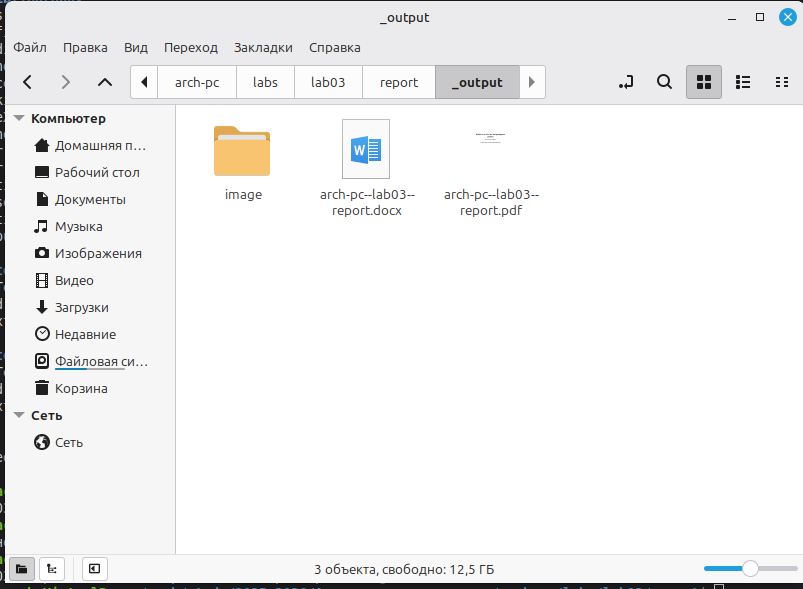 _output
Файл Правка Вид Переход Закладки Справка
arch-pc labs lab03 report _output
Компьютер
Домашняя п...
Рабочий стол
Документы
Музыка
Изображения
Видео
Загрузки
Недавние
Файловая си...
Корзина
Сеть
Сеть
image
arch-pc--lab03--
report.docx
arch-pc--lab03--
report.pdf
3 объекта, свободно: 12,5 ГБ